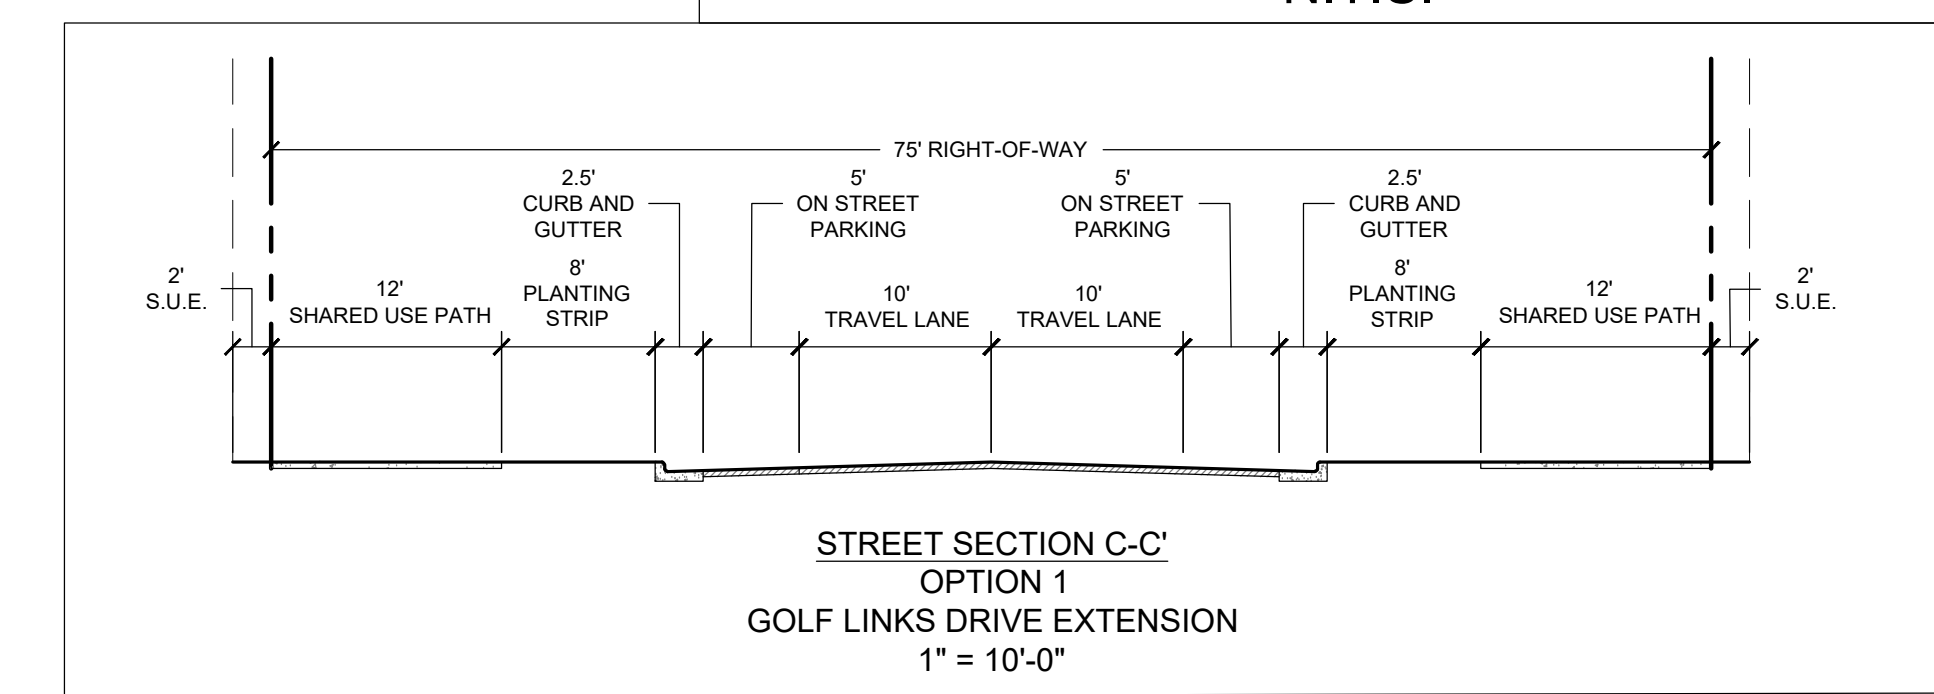 75' RIGHT-OF-WAY
2.5'
CURB AND
GUTTER
5'
ON STREET
PARKING
5'
ON STREET
PARKING
2.5'
CURB AND
GUTTER
2'
S.U.E.
12'
SHARED USE PATH
8'
PLANTING
STRIP
10'
TRAVEL LANE
10'
TRAVEL LANE
8'
PLANTING
STRIP
12'
SHARED USE PATH
2'
S.U.E.
STREET SECTION C-C'
OPTION 1
GOLF LINKS DRIVE EXTENSION
1" = 10'-0"